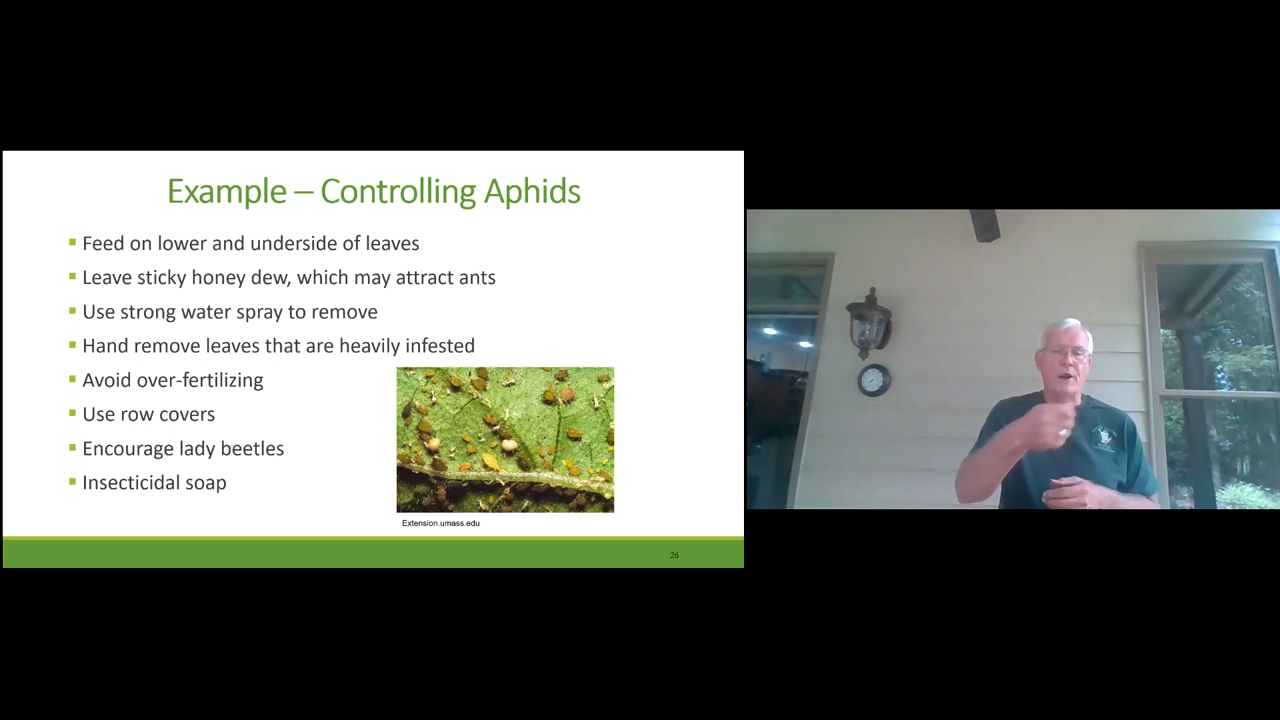 Example – Controlling Aphids
Feed on lower and underside of leaves
Leave sticky honey dew, which may attract ants
Use strong water spray to remove
Hand remove leaves that are heavily infested
Avoid over-fertilizing
Use row covers
Encourage lady beetles
Insecticidal soap
Extension.umass.edu
26